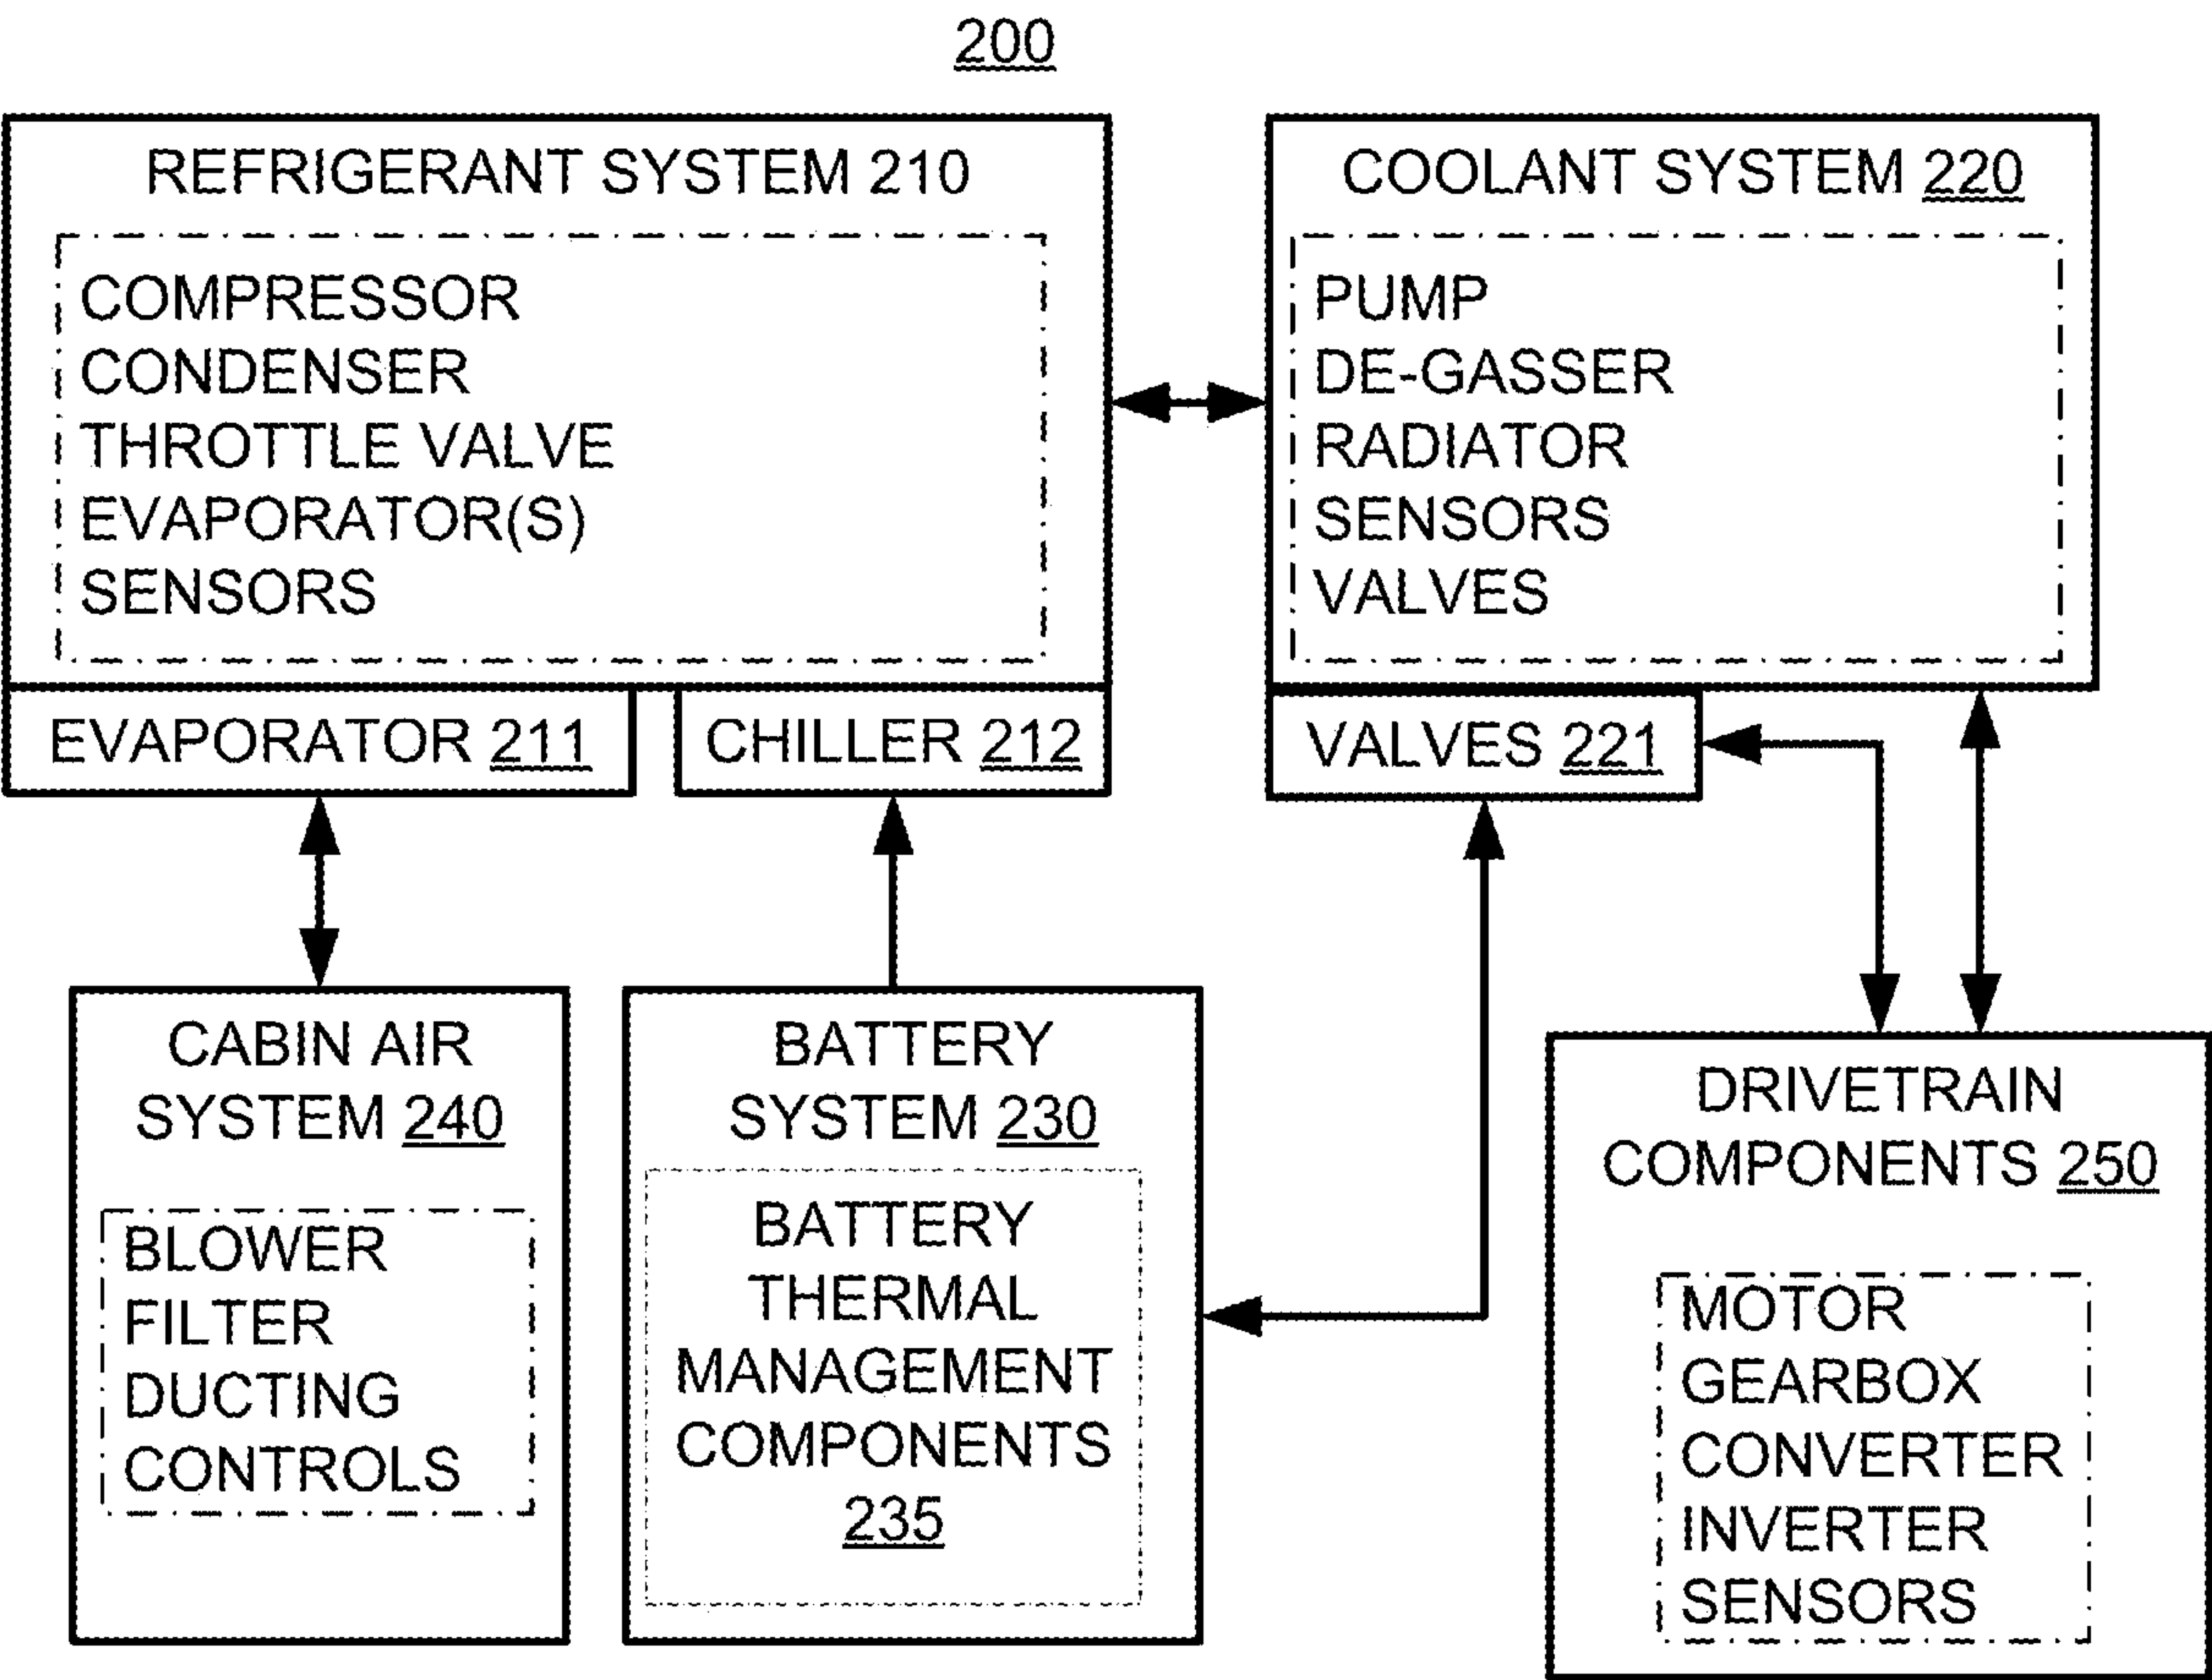 200
REFRIGERANT SYSTEM 210
COMPRESSOR
CONDENSER
THROTTLE VALVE
EVAPORATOR(S)
SENSORS
EVAPORATOR 211
CHILLER 212
COOLANT SYSTEM 220
PUMP
DE-GASSER
RADIATOR
SENSORS
VALVES
VALVES 221
CABIN AIR
SYSTEM 240
BLOWER
FILTER
DUCTING
CONTROLS
BATTERY
SYSTEM 230
BATTERY
THERMAL
MANAGEMENT
COMPONENTS
235
DRIVETRAIN
COMPONENTS 250
MOTOR
GEARBOX
CONVERTER
INVERTER
SENSORS